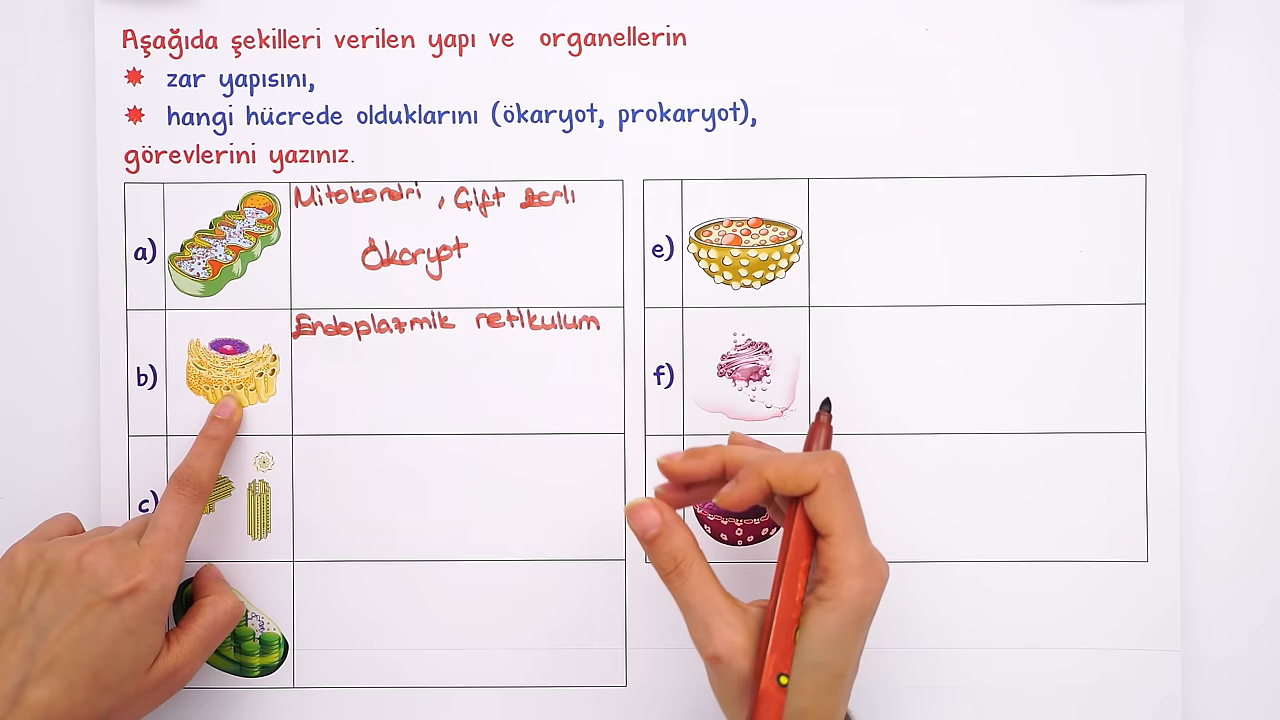 Aşağıda şekilleri verilen yapı ve organellerin
zar yapısını,
hangi hücrede olduklarını (ökaryot, prokaryot),
görevlerini yazınız.
a)
Mitokondri, Çift zarlı
Ökaryot
b)
Endoplazmik retikulum
c)
e)
f)